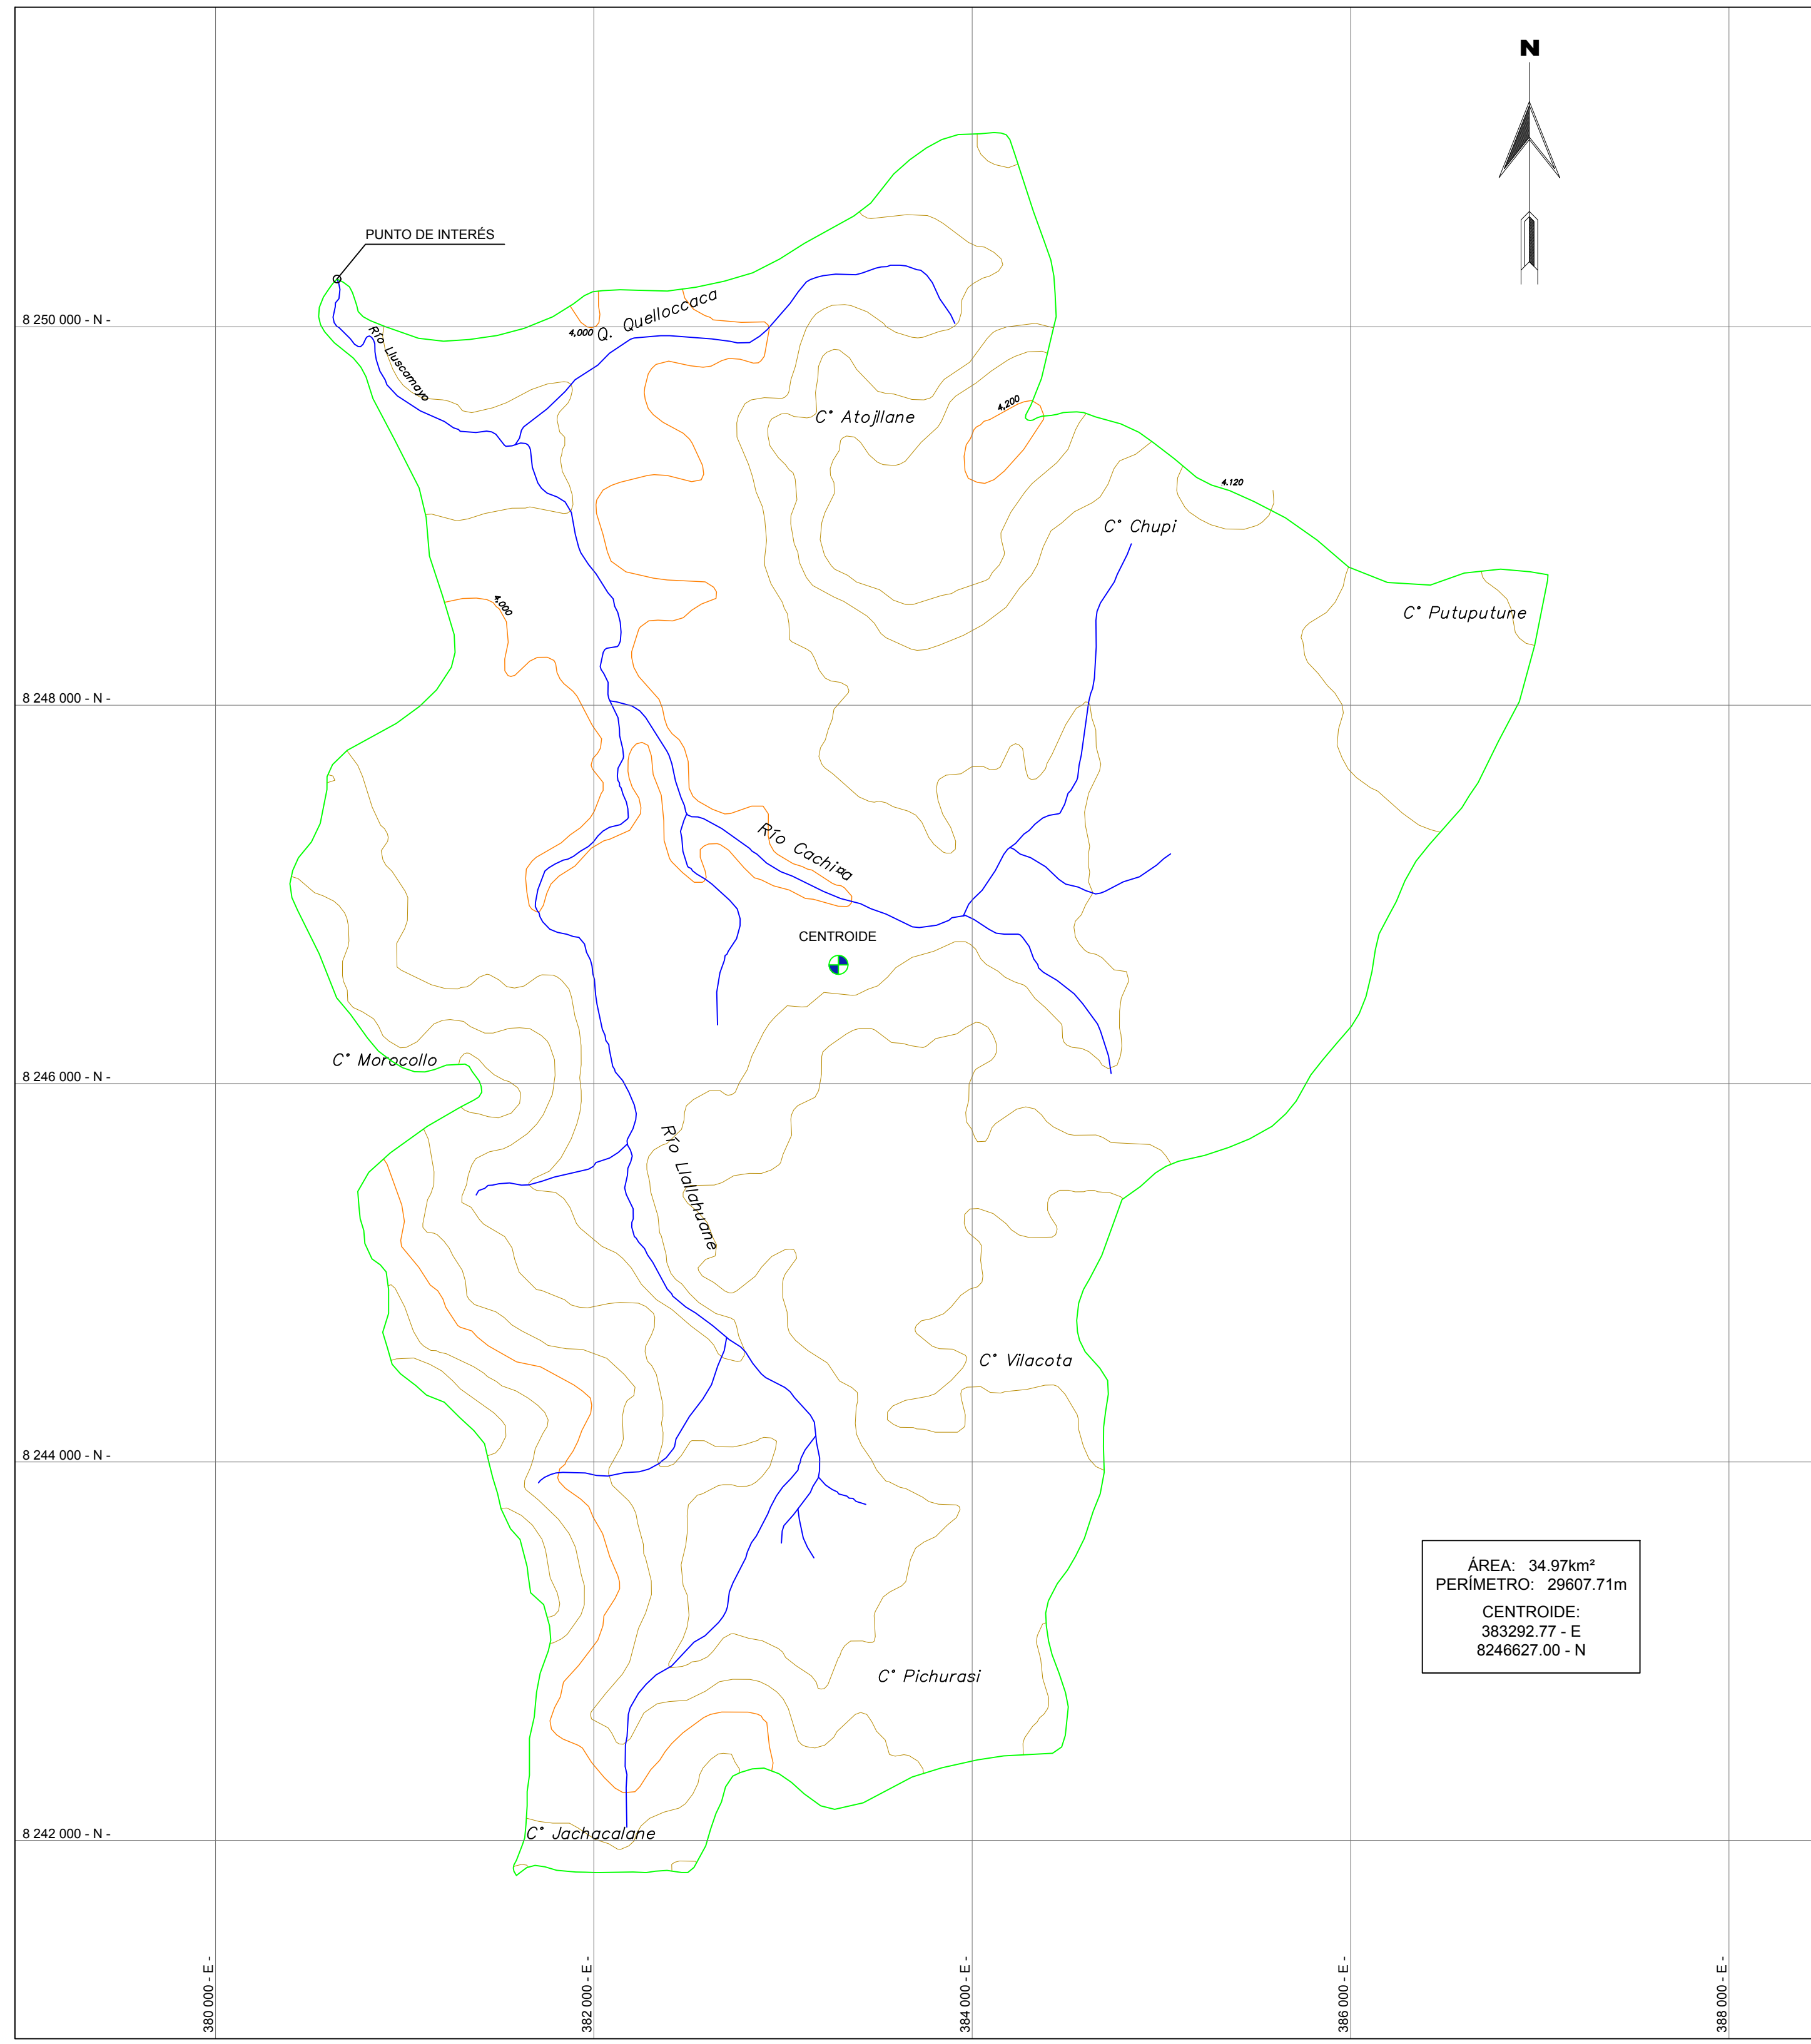 N
PUNTO DE INTERÉS
8 250 000 - N -
Río Lluscamayo
4,000
Q. Quelloccaca
C° Atojllane
4,200
4.120
C° Chupi
4,000
C° Putuputune
8 248 000 - N -
Río Cachi¤a
CENTROIDE
C° Morocollo
8 246 000 - N -
Río Llallahuane
C° Vilacota
8 244 000 - N -
ÁREA: 34.97km²
PERÍMETRO: 29607.71m
CENTROIDE:
383292.77 - E
8246627.00 - N
C° Pichurasi
C° Jachacalane
8 242 000 - N -
380 000 - E -
382 000 - E -
384 000 - E -
386 000 - E -
388 000 - E -